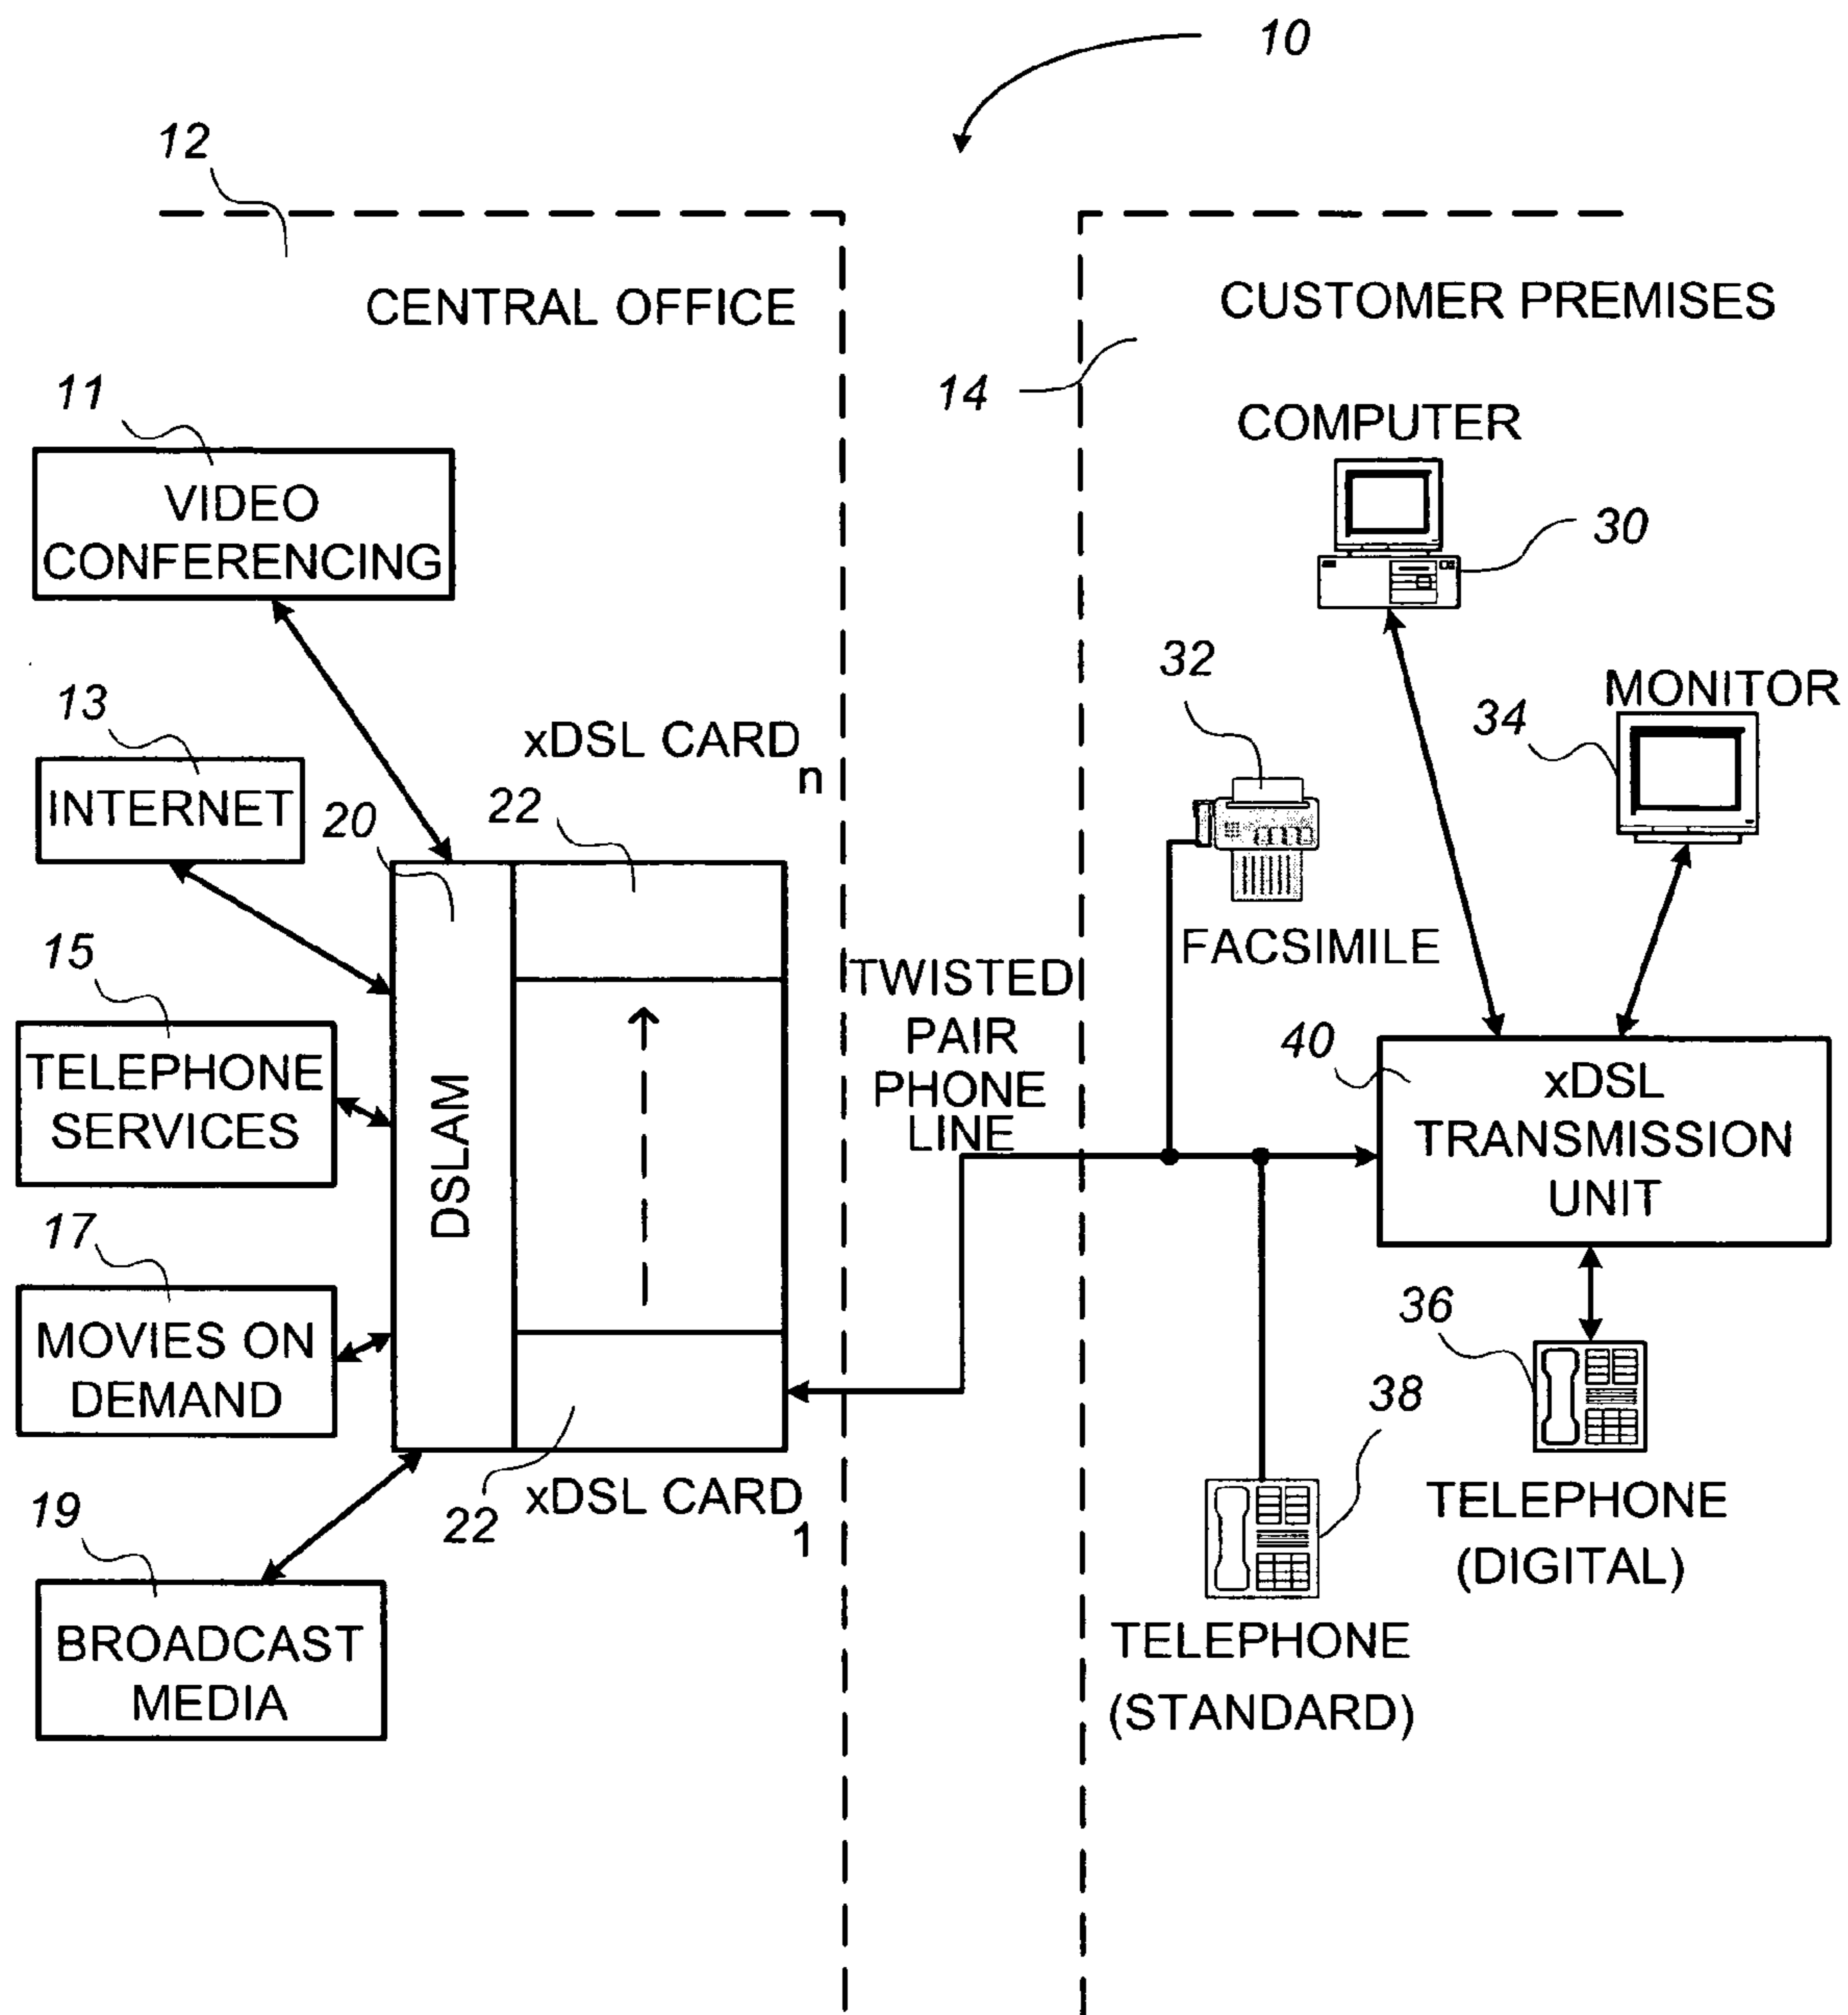 10
12
CENTRAL OFFICE
CUSTOMER PREMISES
14
11
VIDEO
CONFERENCING
COMPUTER
30
13
INTERNET
xDSL CARD
n
20
22
32
34
MONITOR
FACSIMILE
15
TELEPHONE
SERVICES
DSLAM
TWISTED
PAIR
PHONE
LINE
40
xDSL
TRANSMISSION
UNIT
17
MOVIES ON
DEMAND
36
38
TELEPHONE
(DIGITAL)
22
xDSL CARD
1
19
BROADCAST
MEDIA
TELEPHONE
(STANDARD)